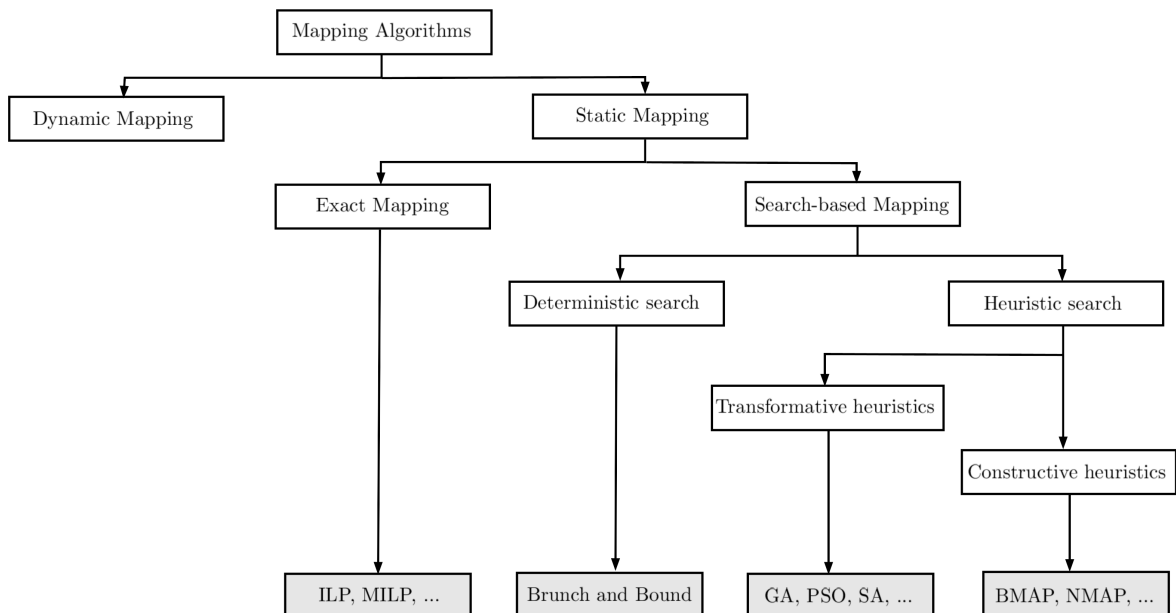 Mapping Algorithms
Dynamic Mapping
Static Mapping
Exact Mapping
Search-based Mapping
Deterministic search
Heuristic search
Transformative heuristics
Constructive heuristics
ILP, MILP, ...
Brunch and Bound
GA, PSO, SA, ...
BMAP, NMAP, ...